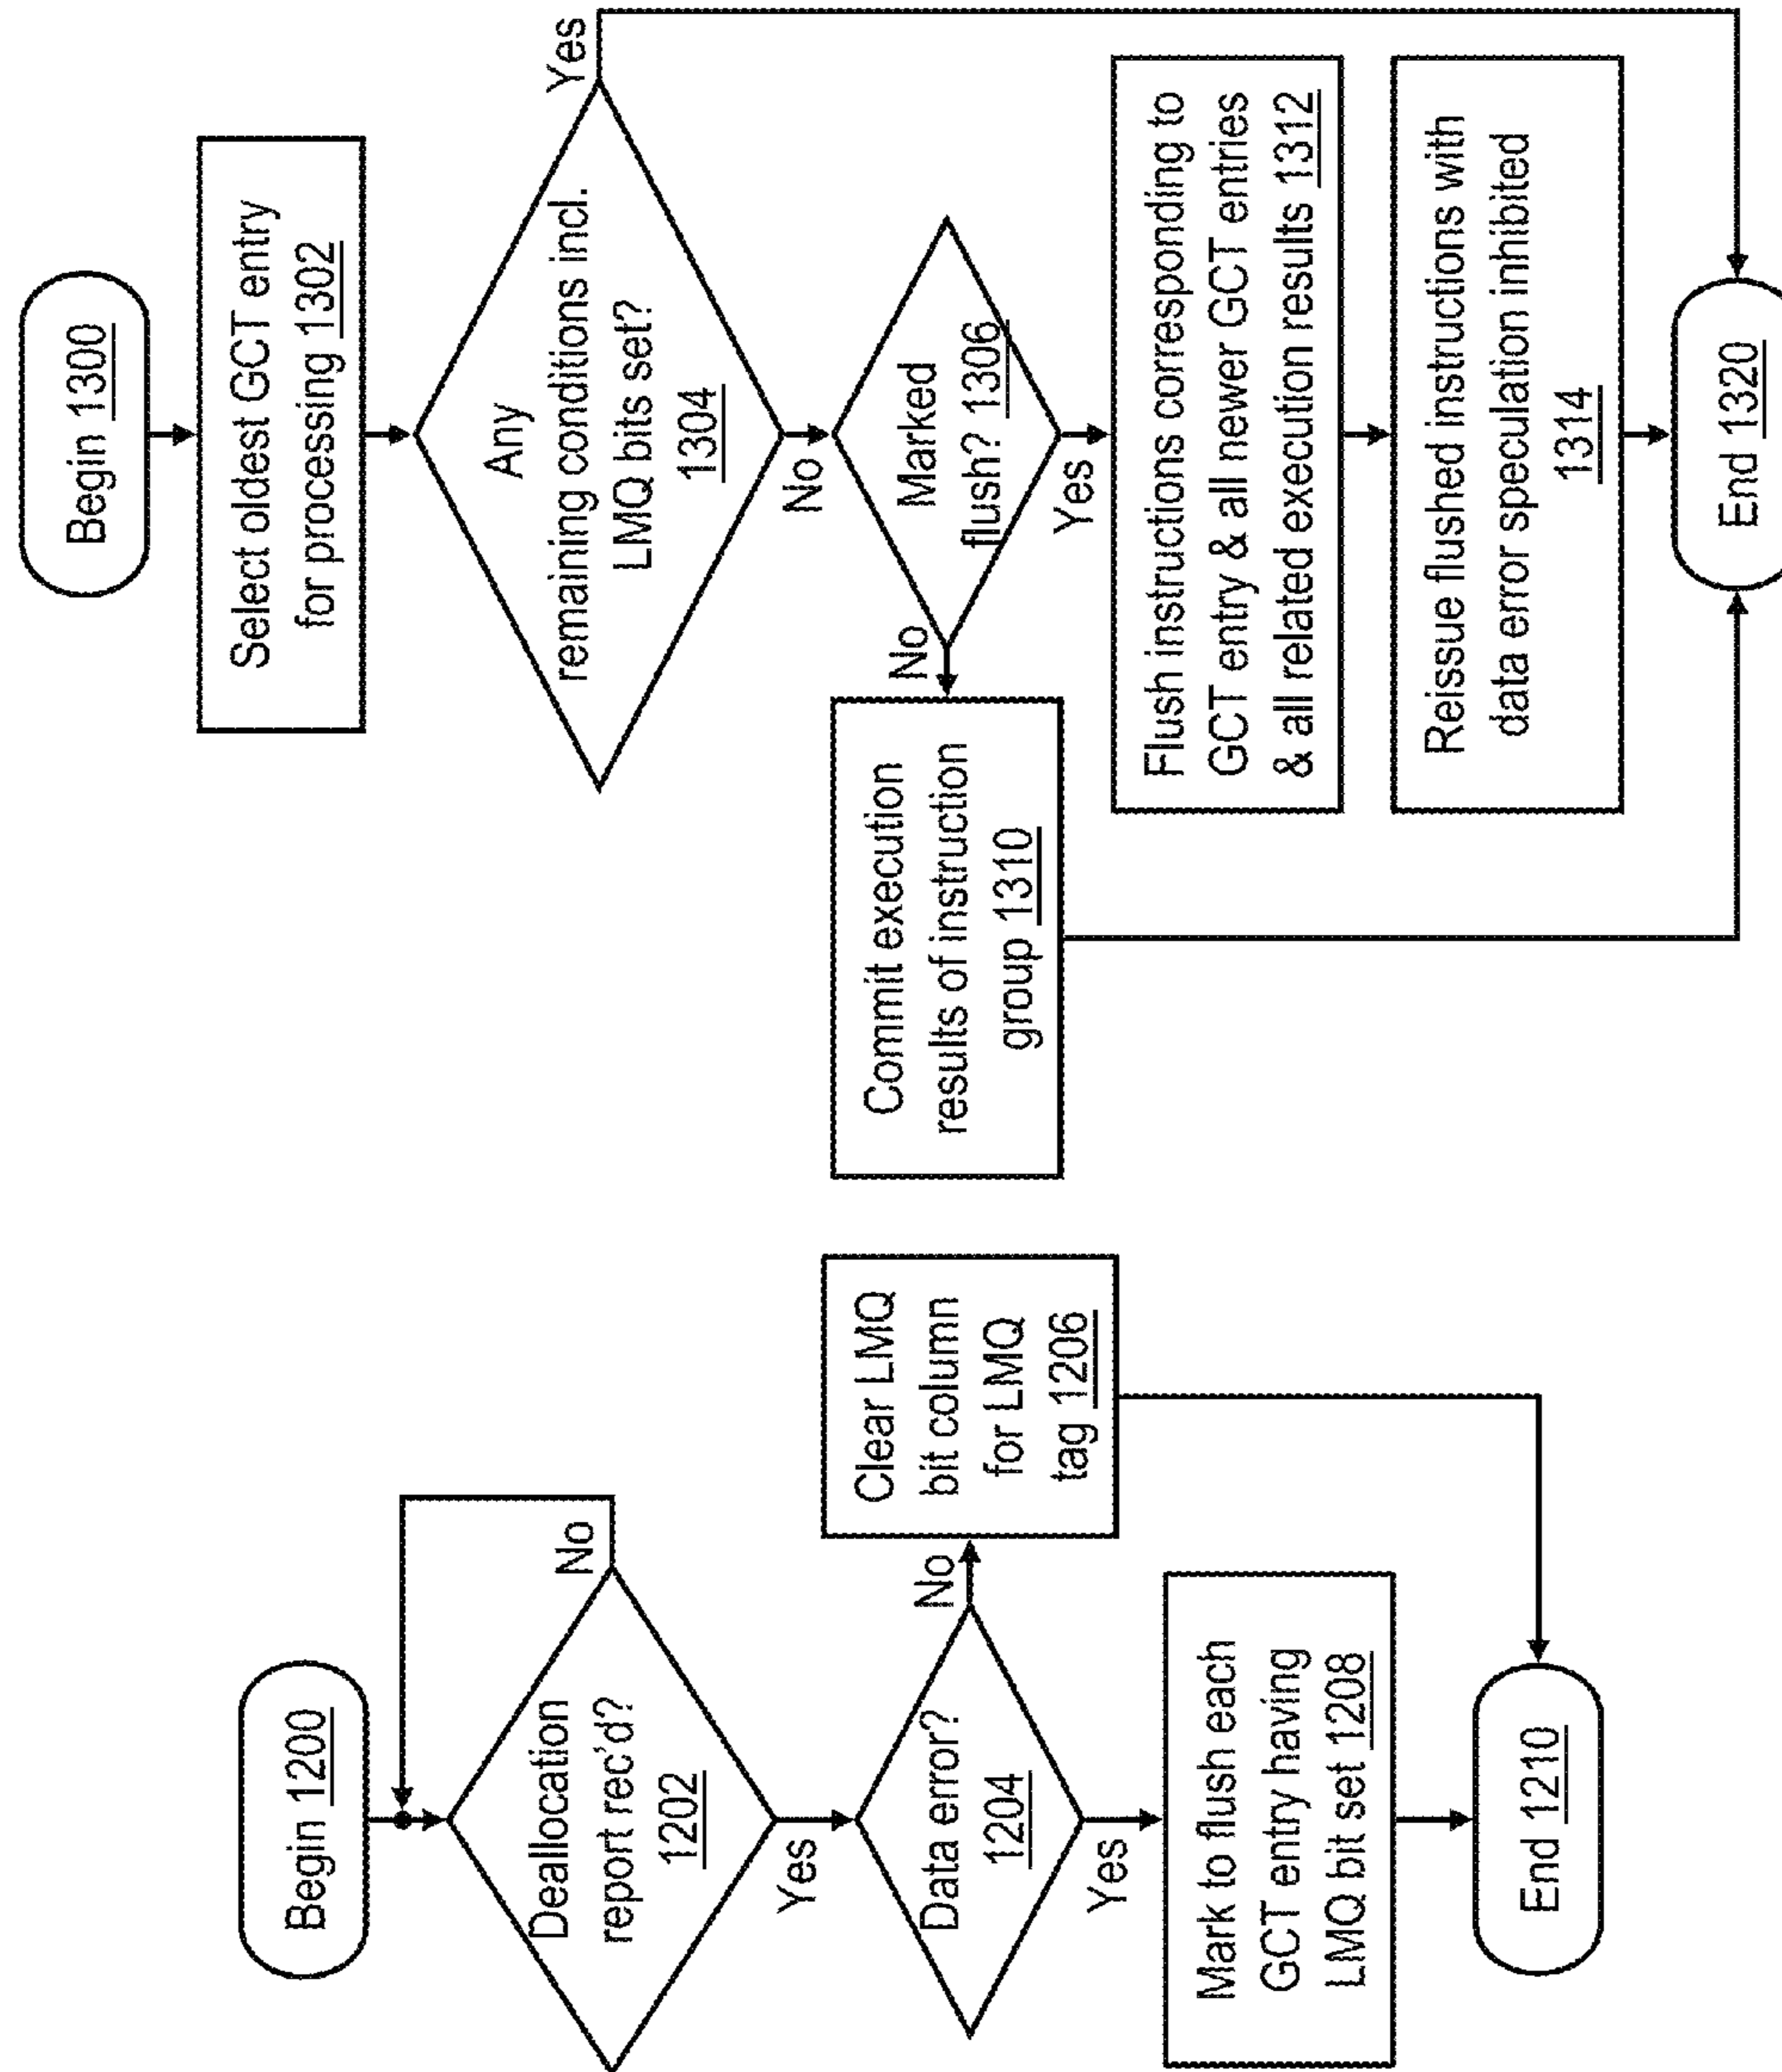 Begin 1200
Deallocation
report rec'd?
1202
No
Yes
Data error?
1204
No
Clear LMQ
bit column
for LMQ
tag 1206
Yes
Mark to flush each
GCT entry having
LMQ bit set 1208
End 1210
Begin 1300
Select oldest GCT entry
for processing 1302
Any
remaining conditions incl.
LMQ bits set?
1304
Yes
No
Marked
flush? 1306
No
Commit execution
results of instruction
group 1310
Yes
Flush instructions corresponding to
GCT entry & all newer GCT entries
& all related execution results 1312
Reissue flushed instructions with
data error speculation inhibited
1314
End 1320